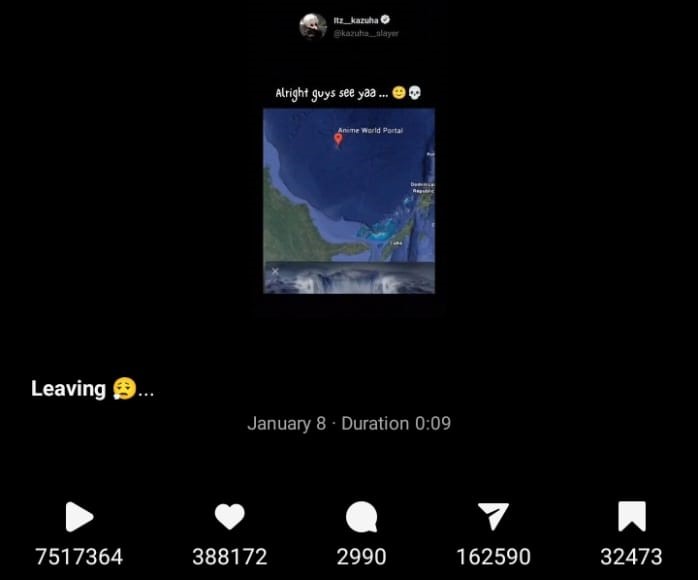 Itz__kazuha
@kazuha__slayer
Alright guys see yaa ... 😊💀
Anime World Portal
Dominican
Republic
Cuba
Leaving 😮‍💨...
January 8 · Duration 0:09
7517364 388172 2990 162590 32473